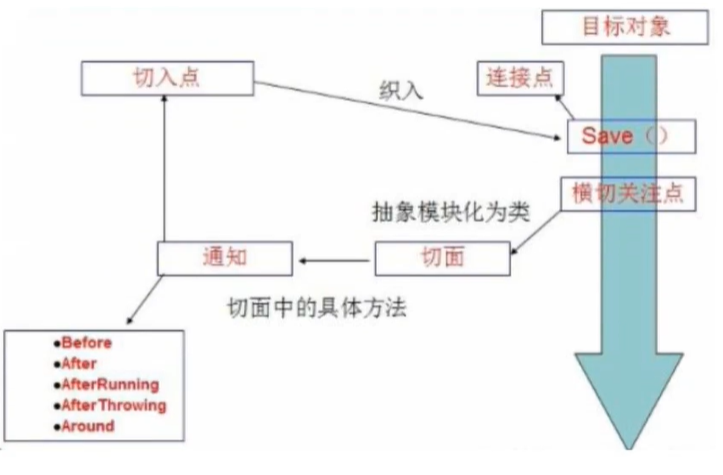 目标对象
切入点
连接点
织入
Save（）
横切关注点
抽象模块化为类
通知
切面
切面中的具体方法
●Before
●After
●AfterRunning
●AfterThrowing
●Around